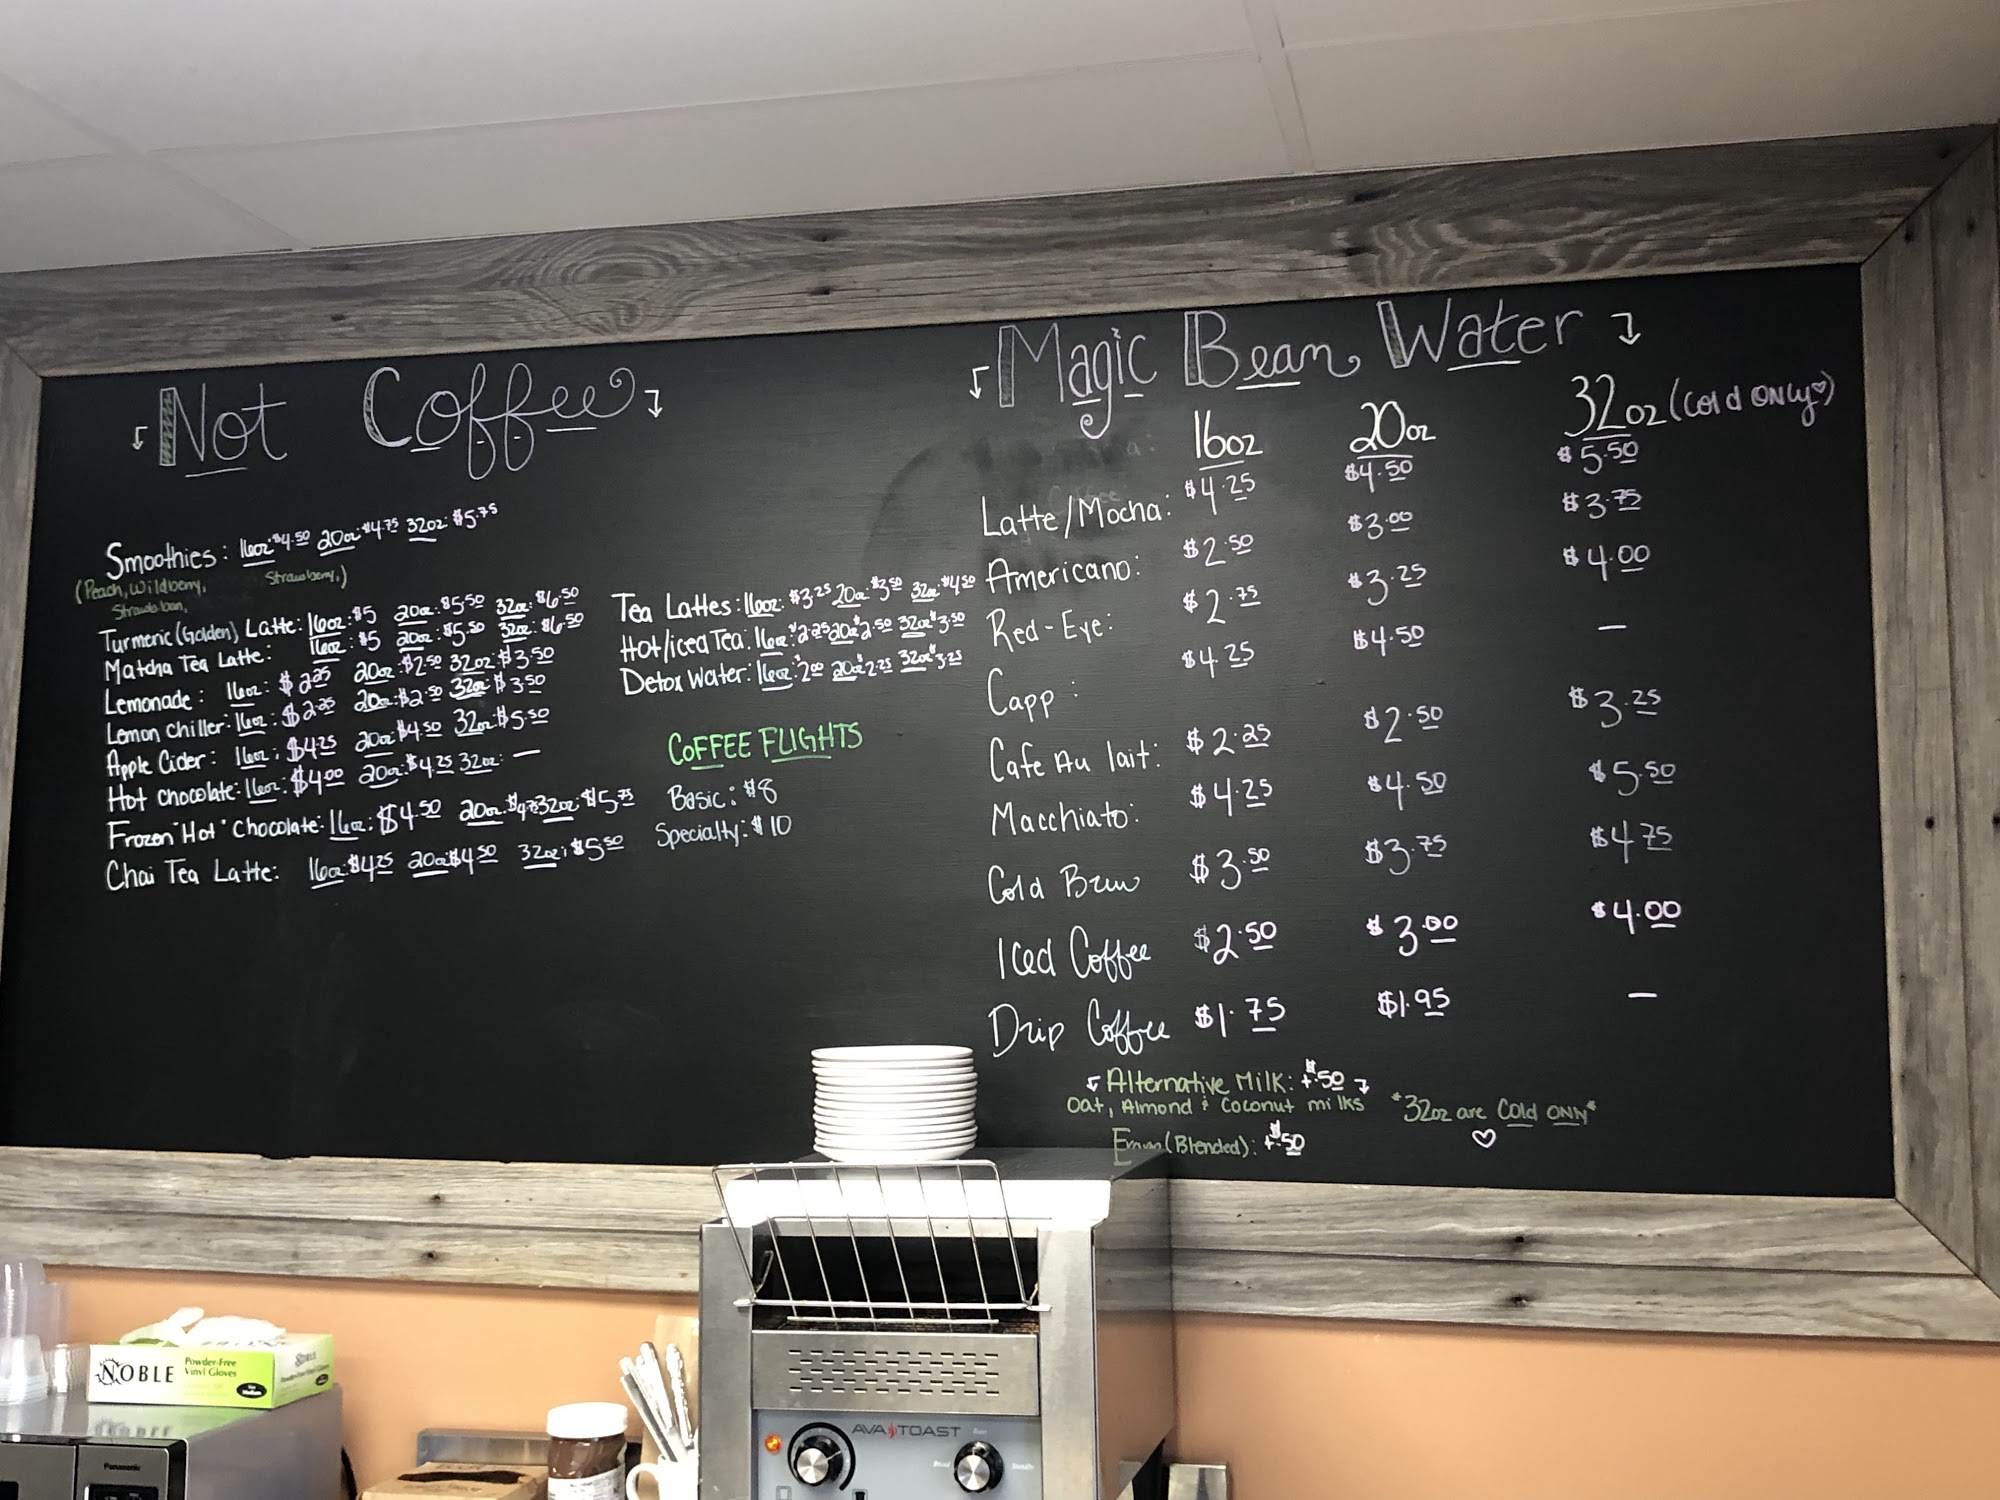 Not Coffee
Smoothies: 16oz: $4.50 20oz: $4.75 32oz: $5.75
(Peach, Wildberry, Strawberry,)
Turmeric (Golden) Latte: 16oz: $5 20oz: $5.50 32oz: $6.50
Matcha Tea Latte: 16oz: $5 20oz: $5.50 32oz: $6.50
Lemonade: 16oz: $2.25 20oz: $2.50 32oz: $3.50
Lemon Chiller: 16oz: $2.25 20oz: $2.50 32oz: $3.50
Apple Cider: 16oz: $4.25 20oz $4.50 32oz: $5.50
Hot Chocolate: 16oz: $4.00 20oz: $4.25 32oz: —
Frozen "Hot" Chocolate: 16oz: $4.50 20oz: $4.75 32oz: $5.75
Chai Tea Latte: 16oz: $4.25 20oz: $4.50 32oz: $5.50
Tea Lattes: 16oz: $3.25 20oz: $3.50 32oz: $4.50
Hot/iced Tea: 16oz: $2.25 20oz: $2.50 32oz: $3.50
Detox Water: 16oz: $2.00 20oz: $2.25 32oz: $3.25
COFFEE FLIGHTS
Basic: $8
Specialty: $10
Magic Bean Water
16oz 20oz 32oz (Cold ONLY)
Latte/Mocha: $4.25 $4.50 $5.50
Americano: $2.50 $3.00 $3.75
Red-Eye: $2.75 $3.25 $4.00
Capp: $4.25 $4.50 —
Cafe Au lait: $2.25 $2.50 $3.25
Macchiato: $4.25 $4.50 $5.50
Cold Brew $3.50 $3.75 $4.75
Iced Coffee $2.50 $3.00 $4.00
Drip Coffee $1.75 $1.95 —
Alternative Milk: +$.50
Oat, Almond & Coconut milks
*32oz are Cold ONLY*
(Blended): +$.50
NOBLE
Powder-Free
Vinyl Gloves
Medium
Panasonic
AVATOAST